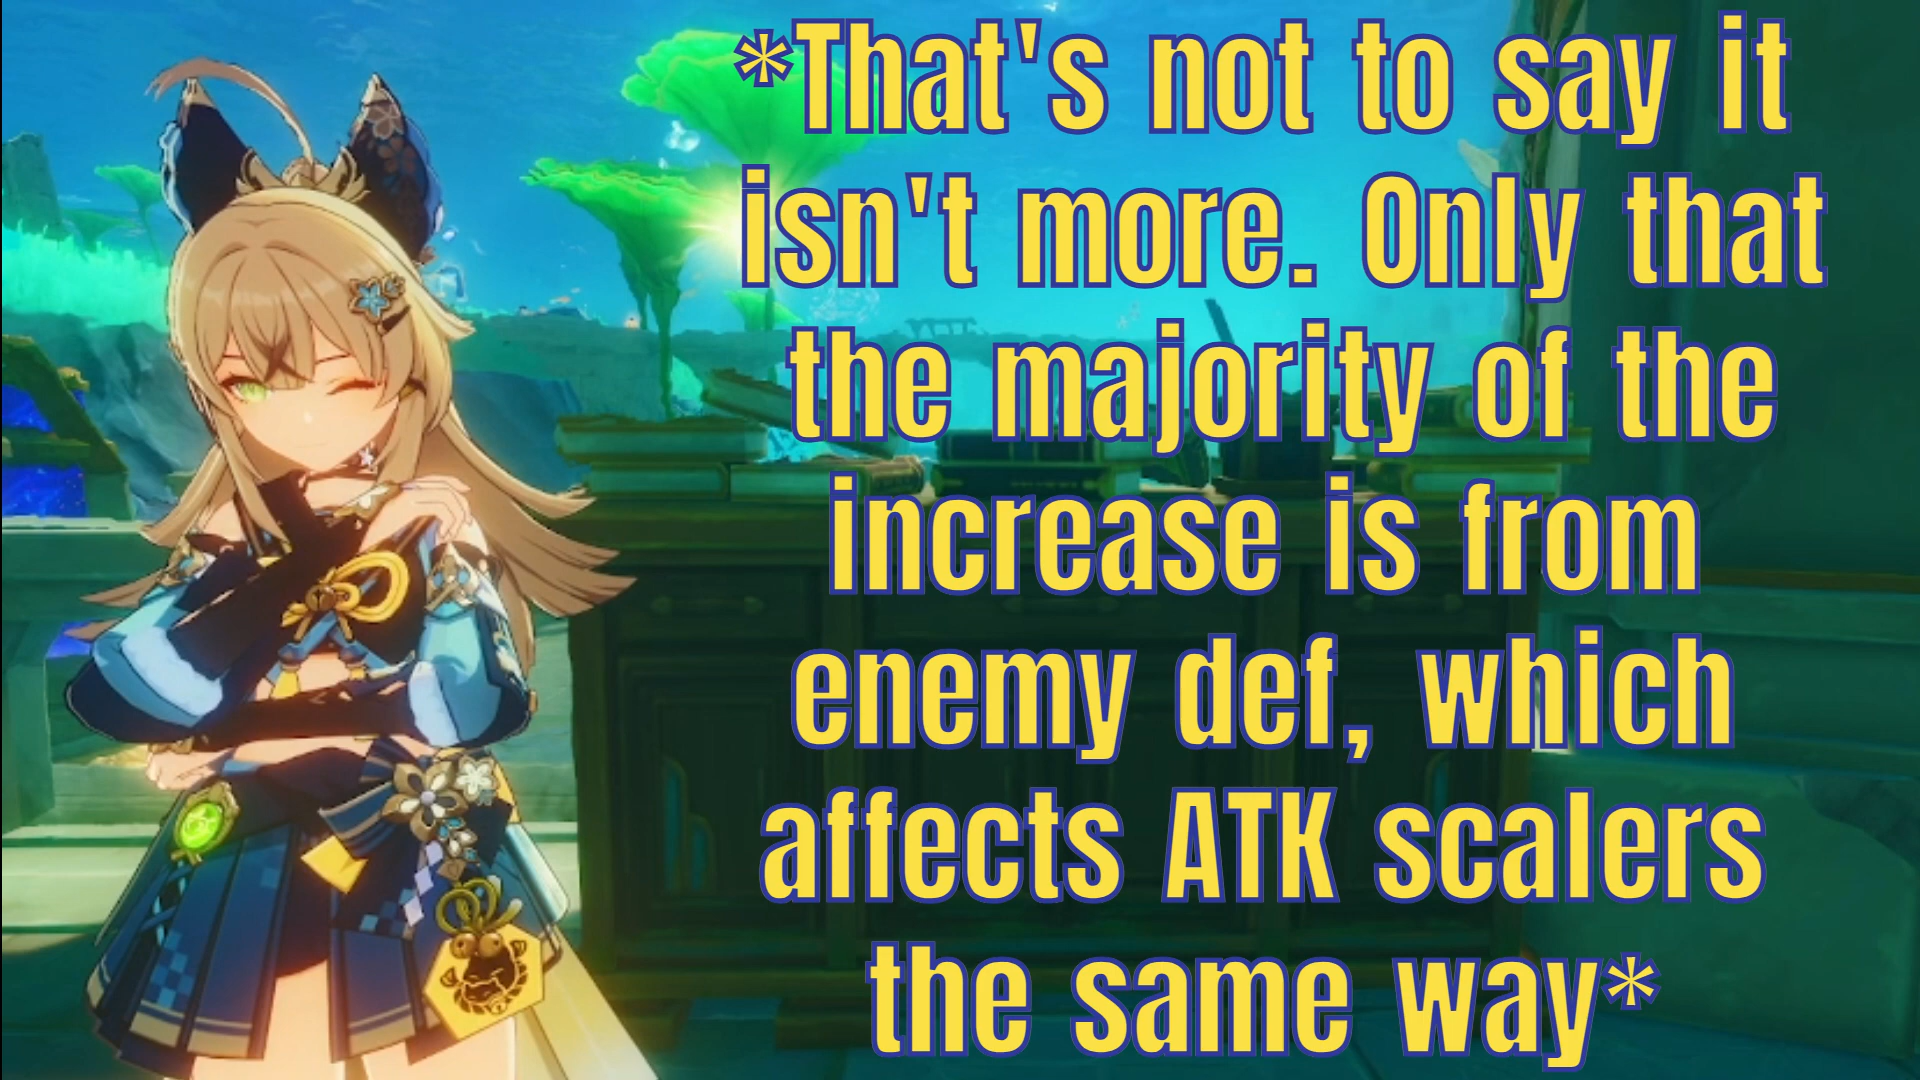 *That's not to say it
isn't more. Only that
the majority of the
increase is from
enemy def, which
affects ATK scalers
the same way*